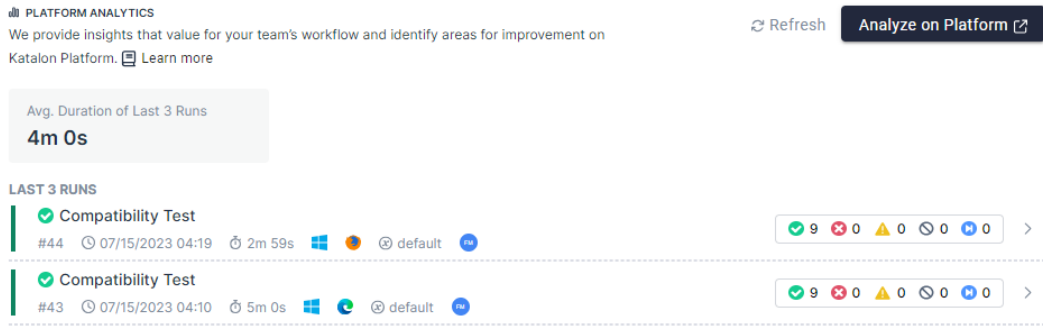 PLATFORM ANALYTICS
We provide insights that value for your team's workflow and identify areas for improvement on
Katalon Platform. Learn more
Refresh
Analyze on Platform
Avg. Duration of Last 3 Runs
4m 0s
LAST 3 RUNS
Compatibility Test
#44 07/15/2023 04:19 2m 59s default FM
9 0 0 0 0
Compatibility Test
#43 07/15/2023 04:10 5m 0s default FM
9 0 0 0 0